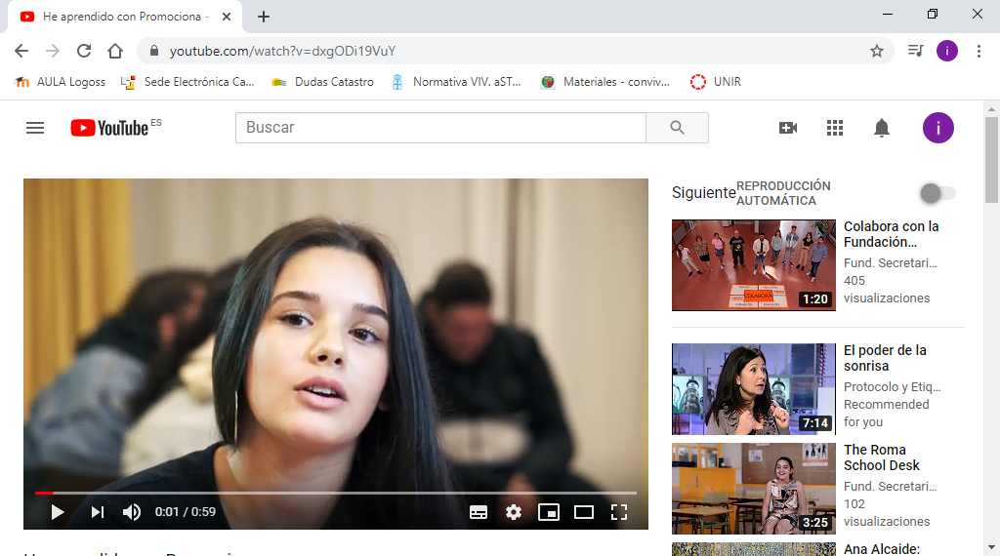 He aprendido con Promociona -
youtube.com/watch?v=dxgODi19VuY
AULA Logoss
Sede Electrónica Ca...
Dudas Catastro
Normativa VIV. aST...
Materiales - conviv...
UNIR
YouTube ES
Buscar
i
Siguiente
REPRODUCCIÓN
AUTOMÁTICA
Colabora con la
Fundación...
Fund. Secretari...
405
visualizaciones
COLABORA
1:20
El poder de la
sonrisa
Protocolo y Etiq...
Recommended
for you
7:14
The Roma
School Desk
Fund. Secretari...
102
visualizaciones
3:25
Ana Alcaide:
0:01 / 0:59